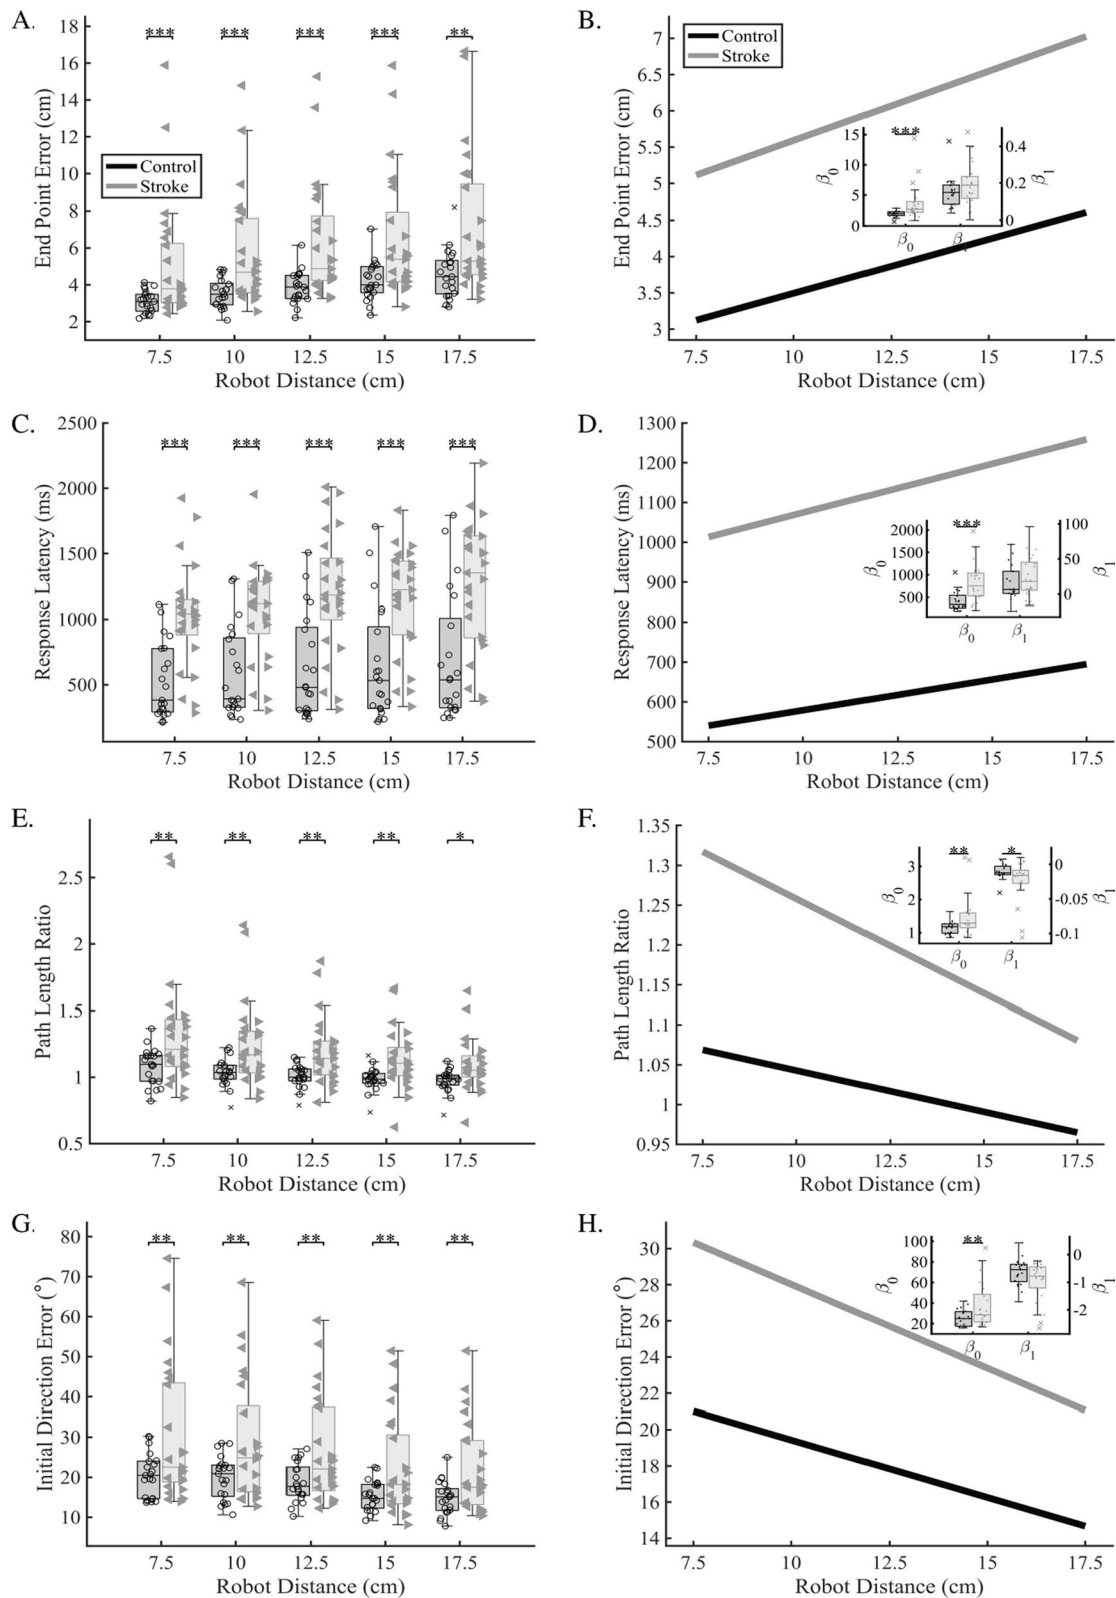 A.
*** *** *** *** **
18
16
14
12
10
8
6
4
2
End Point Error (cm)
Control
Stroke
7.5 10 12.5 15 17.5
Robot Distance (cm)
B.
7
6.5
6
5.5
5
4.5
4
3.5
3
End Point Error (cm)
Control
Stroke
***
15
10
5
0
β0
0.4
0.2
0
β1
β0
7.5 10 12.5 15 17.5
Robot Distance (cm)
C.
*** *** *** *** ***
2500
2000
1500
1000
500
Response Latency (ms)
7.5 10 12.5 15 17.5
Robot Distance (cm)
D.
1300
1200
1100
1000
900
800
700
600
500
Response Latency (ms)
***
2000
1500
1000
500
β0
100
50
0
β1
β0 β1
7.5 10 12.5 15 17.5
Robot Distance (cm)
E.
** ** ** ** *
2.5
2
1.5
1
0.5
Path Length Ratio
7.5 10 12.5 15 17.5
Robot Distance (cm)
F.
1.35
1.3
1.25
1.2
1.15
1.1
1.05
1
0.95
Path Length Ratio
** *
3
2
1
β0
0
-0.05
-0.1
β1
β0 β1
7.5 10 12.5 15 17.5
Robot Distance (cm)
G.
** ** ** ** **
80
70
60
50
40
30
20
10
Initial Direction Error (°)
7.5 10 12.5 15 17.5
Robot Distance (cm)
H.
30
28
26
24
22
20
18
16
14
Initial Direction Error (°)
**
100
80
60
40
20
β0
0
-1
-2
β1
β0 β1
7.5 10 12.5 15 17.5
Robot Distance (cm)